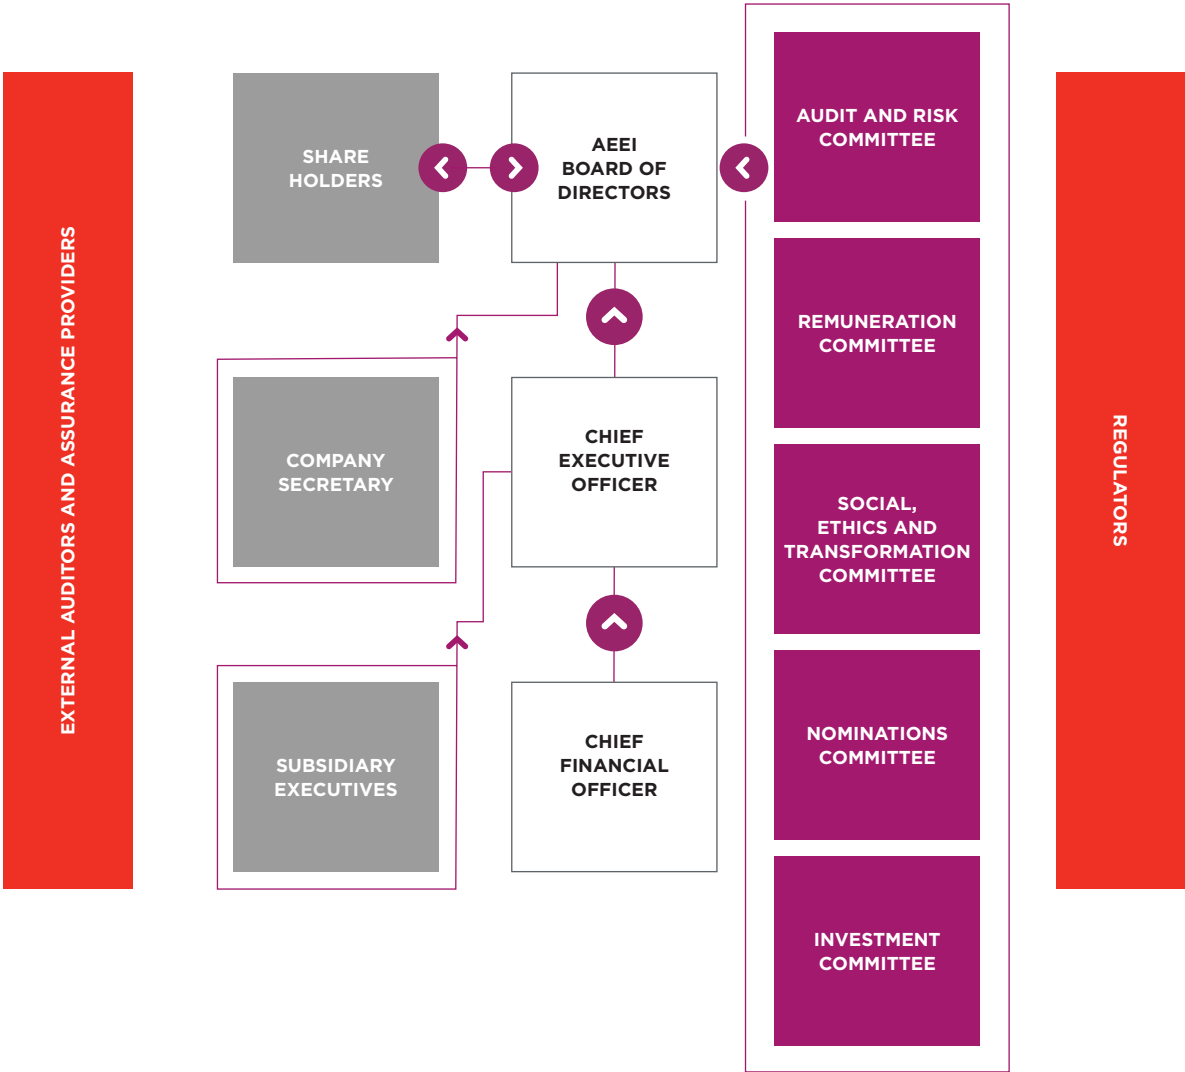 EXTERNAL AUDITORS AND ASSURANCE PROVIDERS
SHARE
HOLDERS
AEEI
BOARD OF
DIRECTORS
COMPANY
SECRETARY
CHIEF
EXECUTIVE
OFFICER
SUBSIDIARY
EXECUTIVES
CHIEF
FINANCIAL
OFFICER
AUDIT AND RISK
COMMITTEE
REMUNERATION
COMMITTEE
SOCIAL,
ETHICS AND
TRANSFORMATION
COMMITTEE
NOMINATIONS
COMMITTEE
INVESTMENT
COMMITTEE
REGULATORS